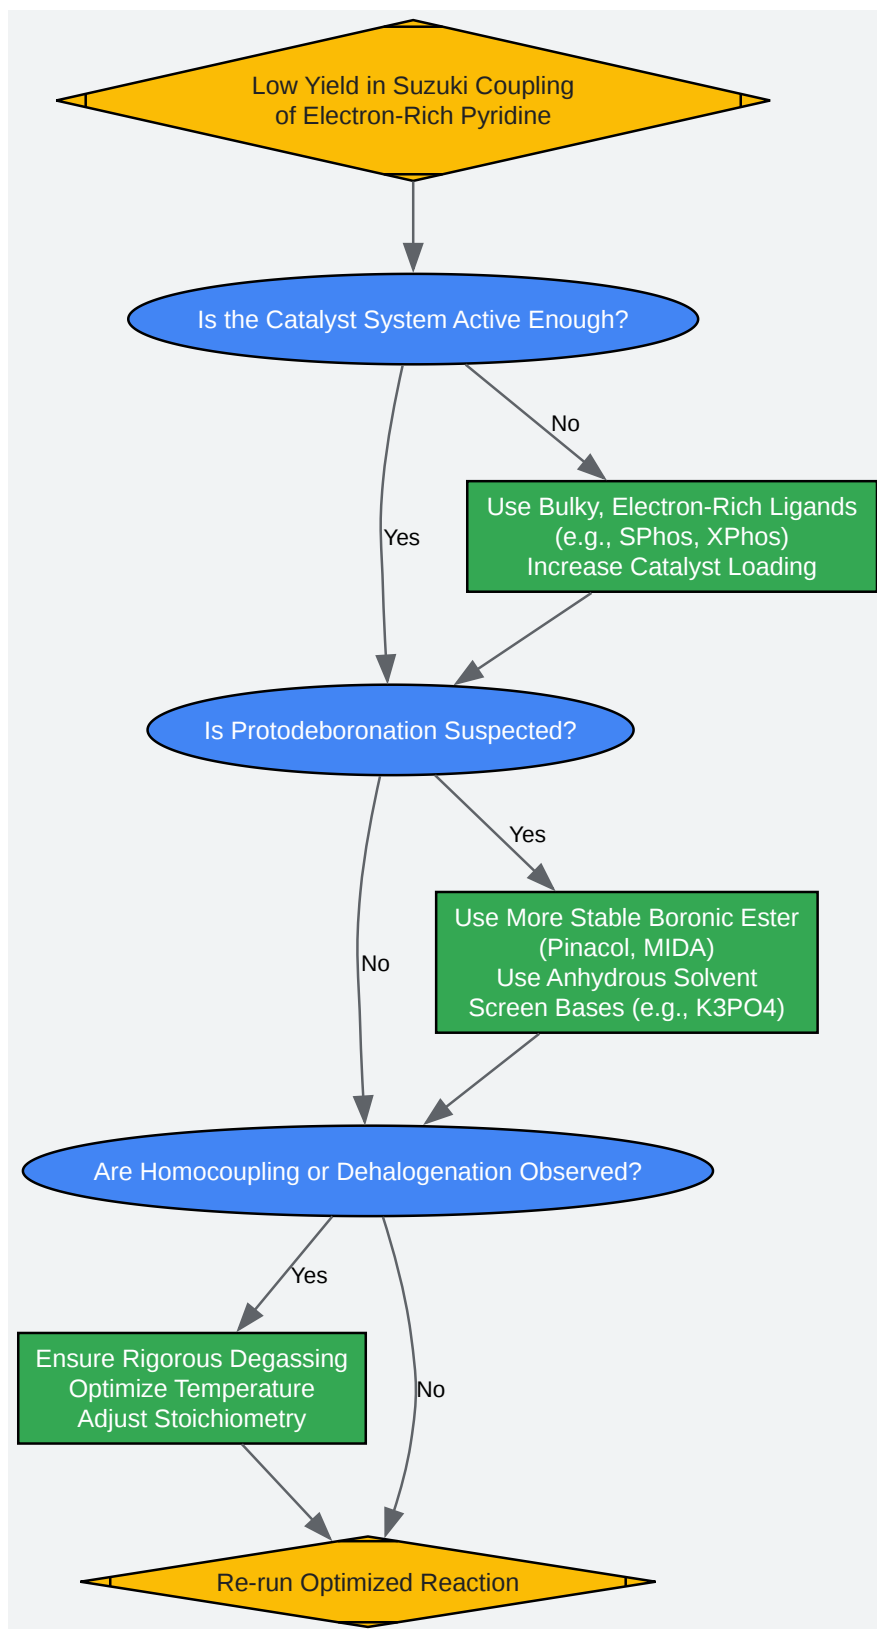 Low Yield in Suzuki Coupling
of Electron-Rich Pyridine
Is the Catalyst System Active Enough?
No
Use Bulky, Electron-Rich Ligands
(e.g., SPhos, XPhos)
Increase Catalyst Loading
Yes
Is Protodeboronation Suspected?
Yes
Use More Stable Boronic Ester
(Pinacol, MIDA)
Use Anhydrous Solvent
Screen Bases (e.g., K3PO4)
No
Are Homocoupling or Dehalogenation Observed?
Yes
Ensure Rigorous Degassing
Optimize Temperature
Adjust Stoichiometry
No
Re-run Optimized Reaction